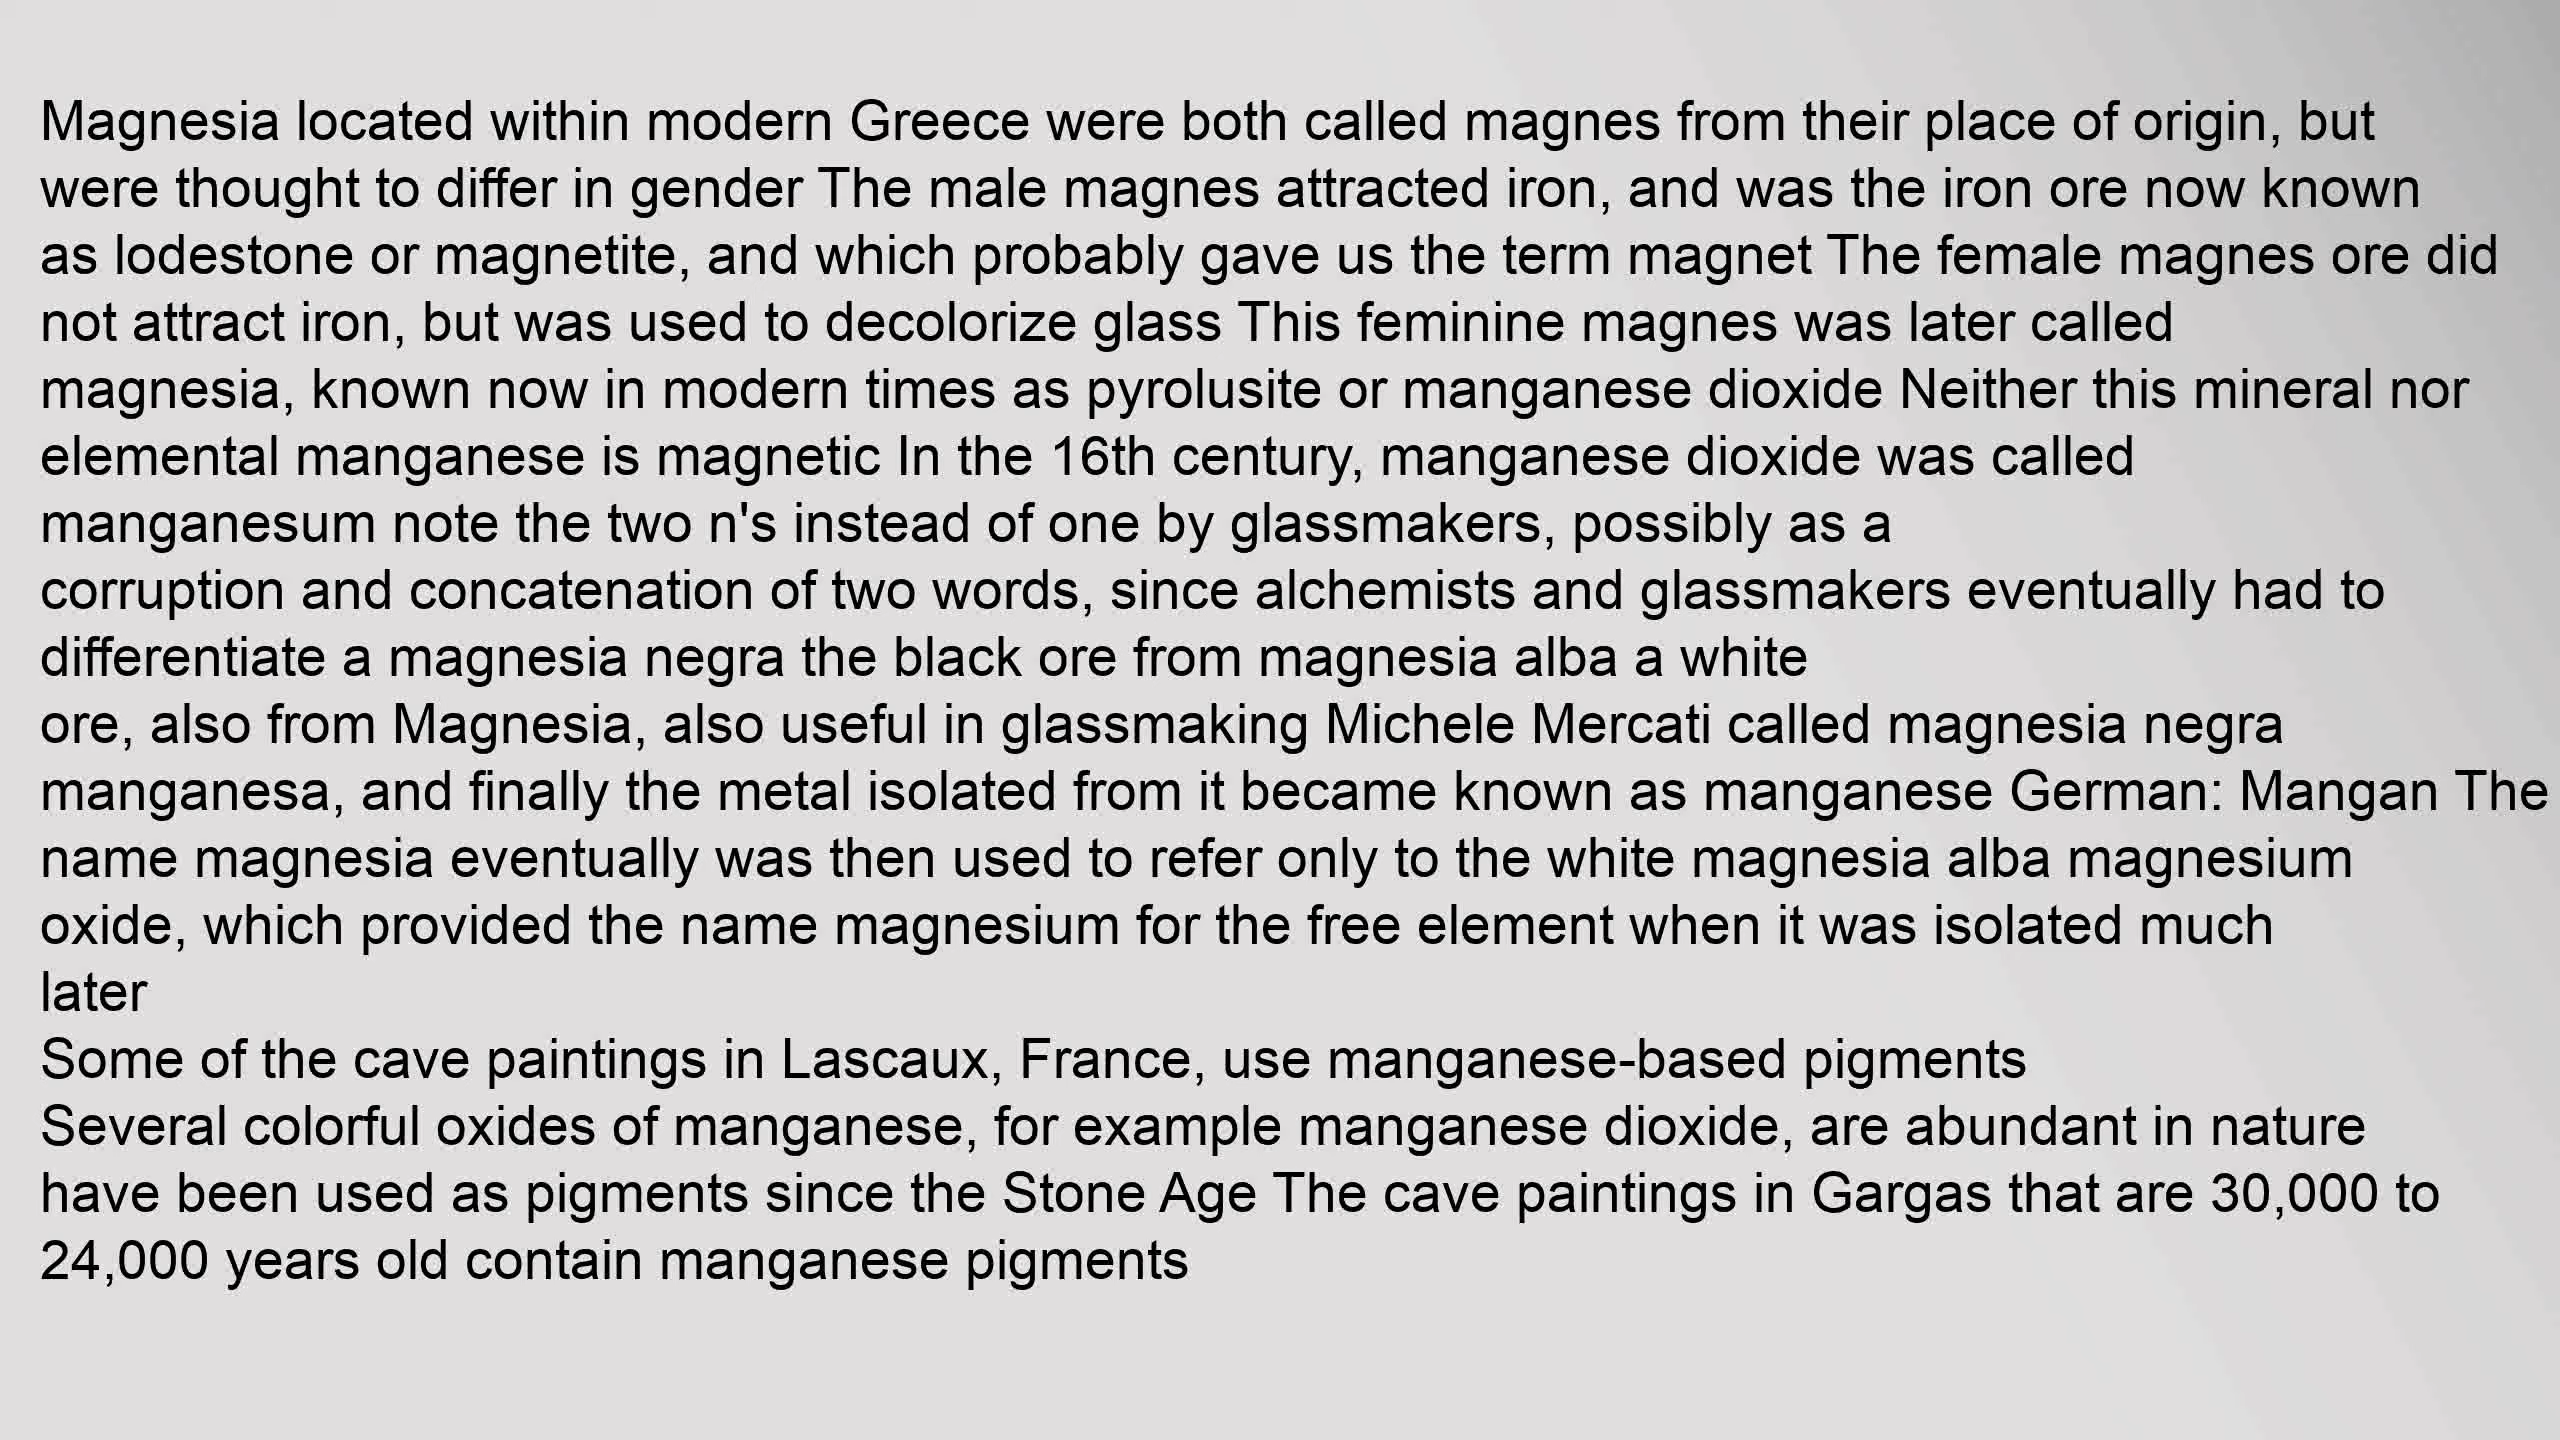 Magnesia located within modern Greece were both called magnes from their place of origin, but
were thought to differ in gender The male magnes attracted iron, and was the iron ore now known
as lodestone or magnetite, and which probably gave us the term magnet The female magnes ore did
not attract iron, but was used to decolorize glass This feminine magnes was later called
magnesia, known now in modern times as pyrolusite or manganese dioxide Neither this mineral nor
elemental manganese is magnetic In the 16th century, manganese dioxide was called
manganesum note the two n's instead of one by glassmakers, possibly as a
corruption and concatenation of two words, since alchemists and glassmakers eventually had to
differentiate a magnesia negra the black ore from magnesia alba a white
ore, also from Magnesia, also useful in glassmaking Michele Mercati called magnesia negra
manganesa, and finally the metal isolated from it became known as manganese German: Mangan The
name magnesia eventually was then used to refer only to the white magnesia alba magnesium
oxide, which provided the name magnesium for the free element when it was isolated much
later
Some of the cave paintings in Lascaux, France, use manganese-based pigments
Several colorful oxides of manganese, for example manganese dioxide, are abundant in nature
have been used as pigments since the Stone Age The cave paintings in Gargas that are 30,000 to
24,000 years old contain manganese pigments